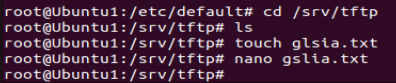 root@Ubuntu1:/etc/default# cd /srv/tftp
root@Ubuntu1:/srv/tftp# ls
root@Ubuntu1:/srv/tftp# touch glsia.txt
root@Ubuntu1:/srv/tftp# nano gslia.txt
root@Ubuntu1:/srv/tftp#